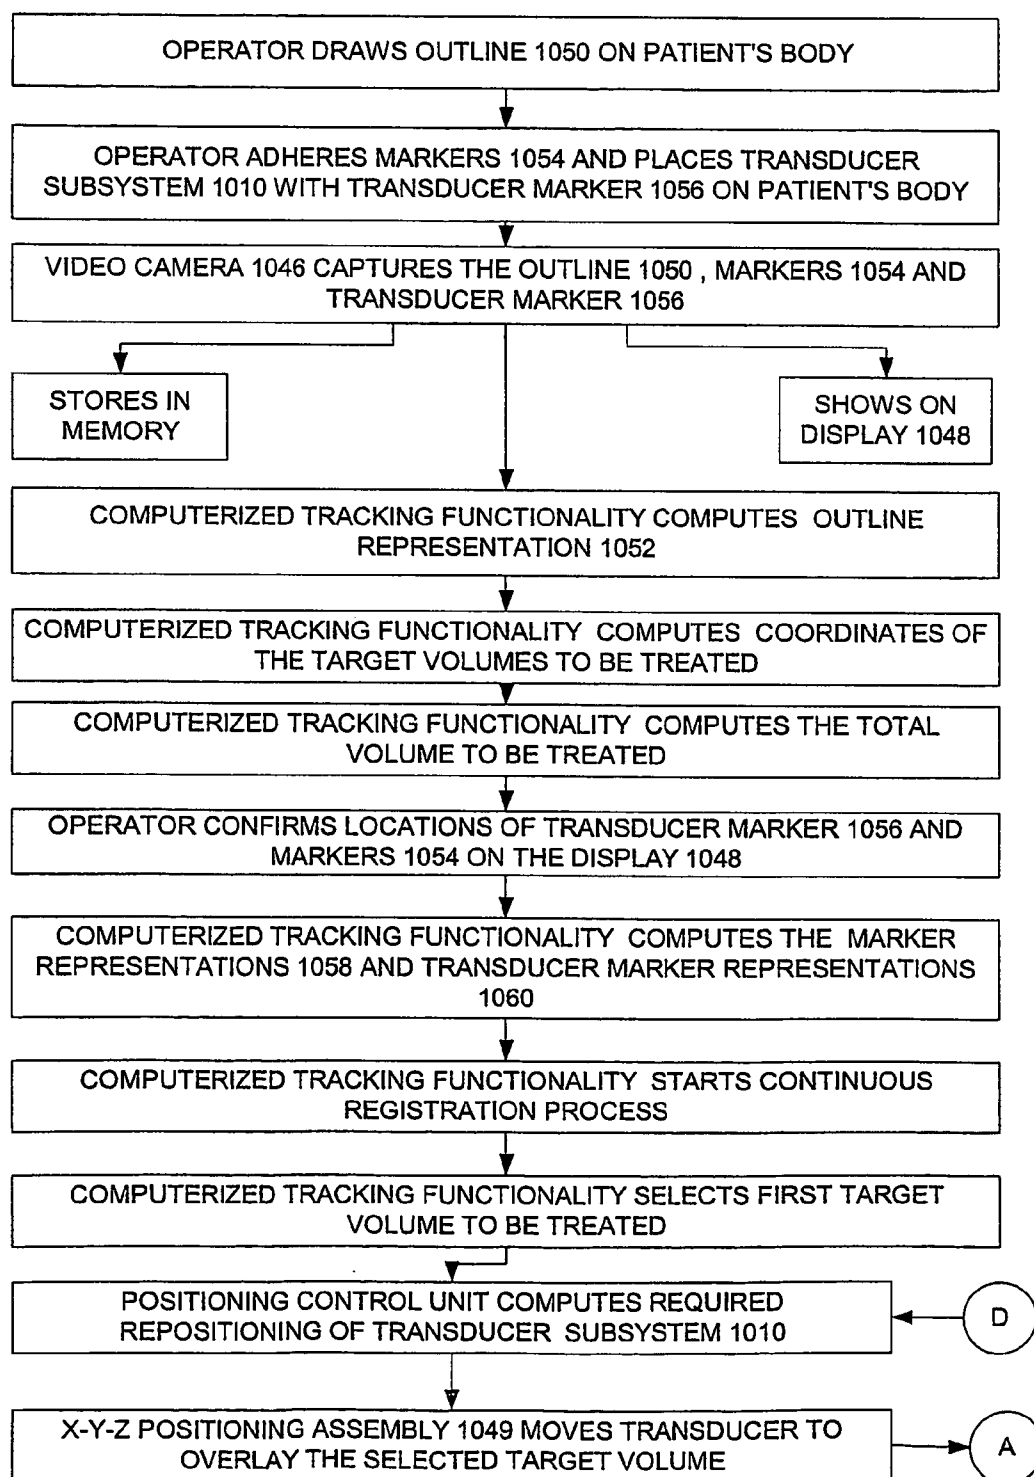 OPERATOR DRAWS OUTLINE 1050 ON PATIENT'S BODY
OPERATOR ADHERES MARKERS 1054 AND PLACES TRANSDUCER
SUBSYSTEM 1010 WITH TRANSDUCER MARKER 1056 ON PATIENT'S BODY
VIDEO CAMERA 1046 CAPTURES THE OUTLINE 1050 , MARKERS 1054 AND
TRANSDUCER MARKER 1056
STORES IN
MEMORY
SHOWS ON
DISPLAY 1048
COMPUTERIZED TRACKING FUNCTIONALITY COMPUTES OUTLINE
REPRESENTATION 1052
COMPUTERIZED TRACKING FUNCTIONALITY COMPUTES COORDINATES OF
THE TARGET VOLUMES TO BE TREATED
COMPUTERIZED TRACKING FUNCTIONALITY COMPUTES THE TOTAL
VOLUME TO BE TREATED
OPERATOR CONFIRMS LOCATIONS OF TRANSDUCER MARKER 1056 AND
MARKERS 1054 ON THE DISPLAY 1048
COMPUTERIZED TRACKING FUNCTIONALITY COMPUTES THE MARKER
REPRESENTATIONS 1058 AND TRANSDUCER MARKER REPRESENTATIONS
1060
COMPUTERIZED TRACKING FUNCTIONALITY STARTS CONTINUOUS
REGISTRATION PROCESS
COMPUTERIZED TRACKING FUNCTIONALITY SELECTS FIRST TARGET
VOLUME TO BE TREATED
POSITIONING CONTROL UNIT COMPUTES REQUIRED
REPOSITIONING OF TRANSDUCER SUBSYSTEM 1010
D
X-Y-Z POSITIONING ASSEMBLY 1049 MOVES TRANSDUCER TO
OVERLAY THE SELECTED TARGET VOLUME
A